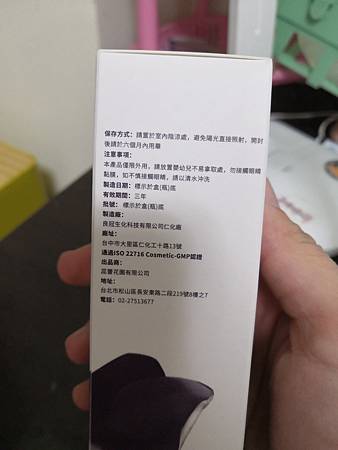 保存方式：請置於室內陰涼處，避免陽光直接照射，開封
後請於六個月內用畢
注意事項：
本產品僅限外用，請放置嬰幼兒不易拿取處，勿接觸眼睛
黏膜，如不慎接觸眼睛，請以清水沖洗
製造日期：標示於盒(瓶)底
有效期間：三年
批號：標示於盒(瓶)底
製造廠：
良冠生化科技有限公司仁化廠
廠址：
台中市大里區仁化工十路13號
通過ISO 22716 Cosmetic-GMP認證
出品商：
蕊薈花園有限公司
地址：
台北市松山區長安東路二段219號8樓之7
電話：02-27513677